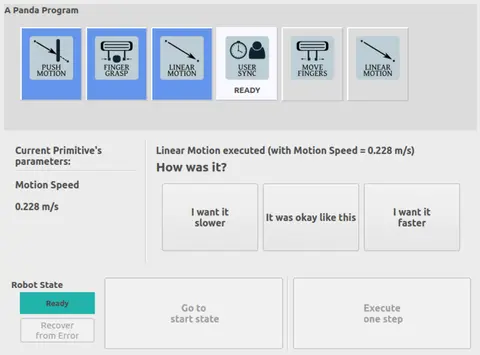 A Panda Program
PUSH
MOTION
FINGER
GRASP
LINEAR
MOTION
USER
SYNC
READY
MOVE
FINGERS
LINEAR
MOTION
Current Primitive's
parameters:
Motion Speed
0.228 m/s
Linear Motion executed (with Motion Speed = 0.228 m/s)
How was it?
I want it
slower
It was okay like this
I want it
faster
Robot State
Ready
Recover
from Error
Go to
start state
Execute
one step